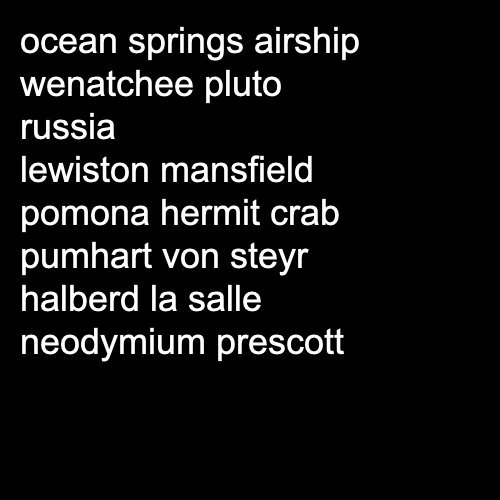 ocean springs airship
wenatchee pluto
russia
lewiston mansfield
pomona hermit crab
pumhart von steyr
halberd la salle
neodymium prescott